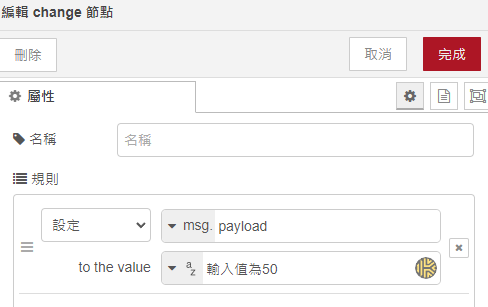 編輯 change 節點
刪除 取消 完成
屬性
名稱 名稱
規則
設定 msg. payload
to the value az 輸入值為50